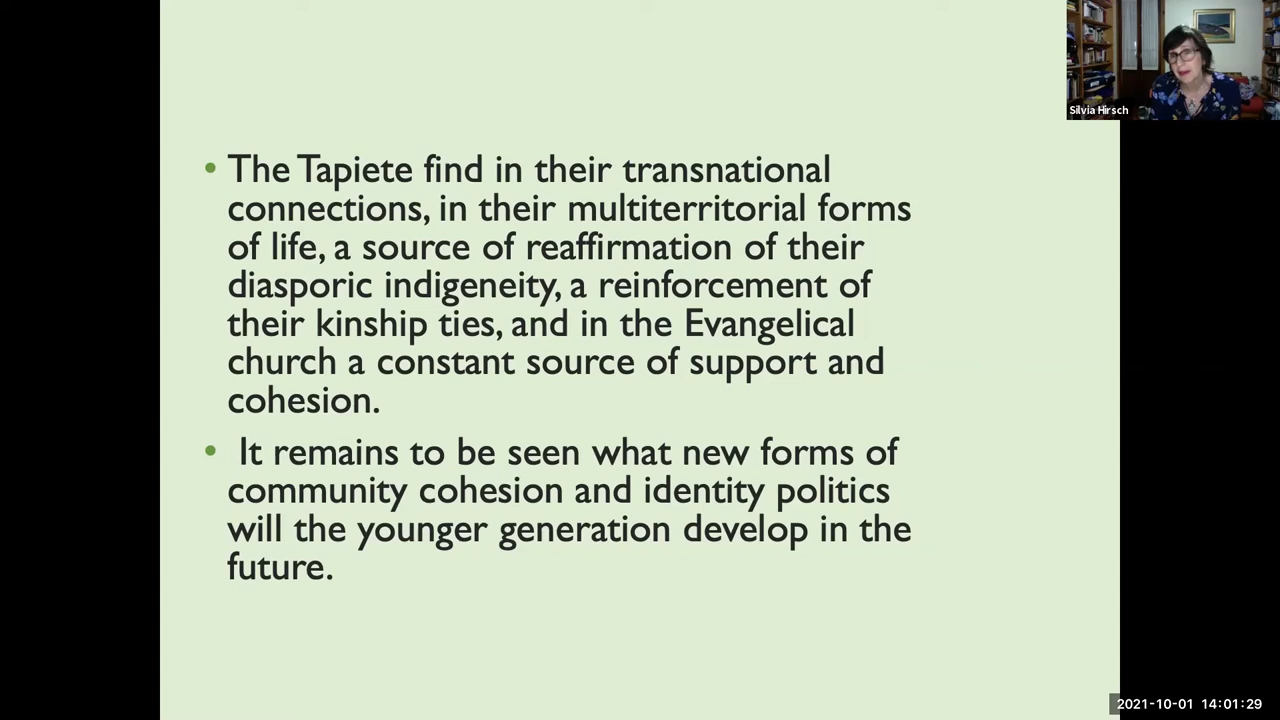 Silvia Hirsch
• The Tapiete find in their transnational
connections, in their multiterritorial forms
of life, a source of reaffirmation of their
diasporic indigeneity, a reinforcement of
their kinship ties, and in the Evangelical
church a constant source of support and
cohesion.
• It remains to be seen what new forms of
community cohesion and identity politics
will the younger generation develop in the
future.
2021-10-01 14:01:29